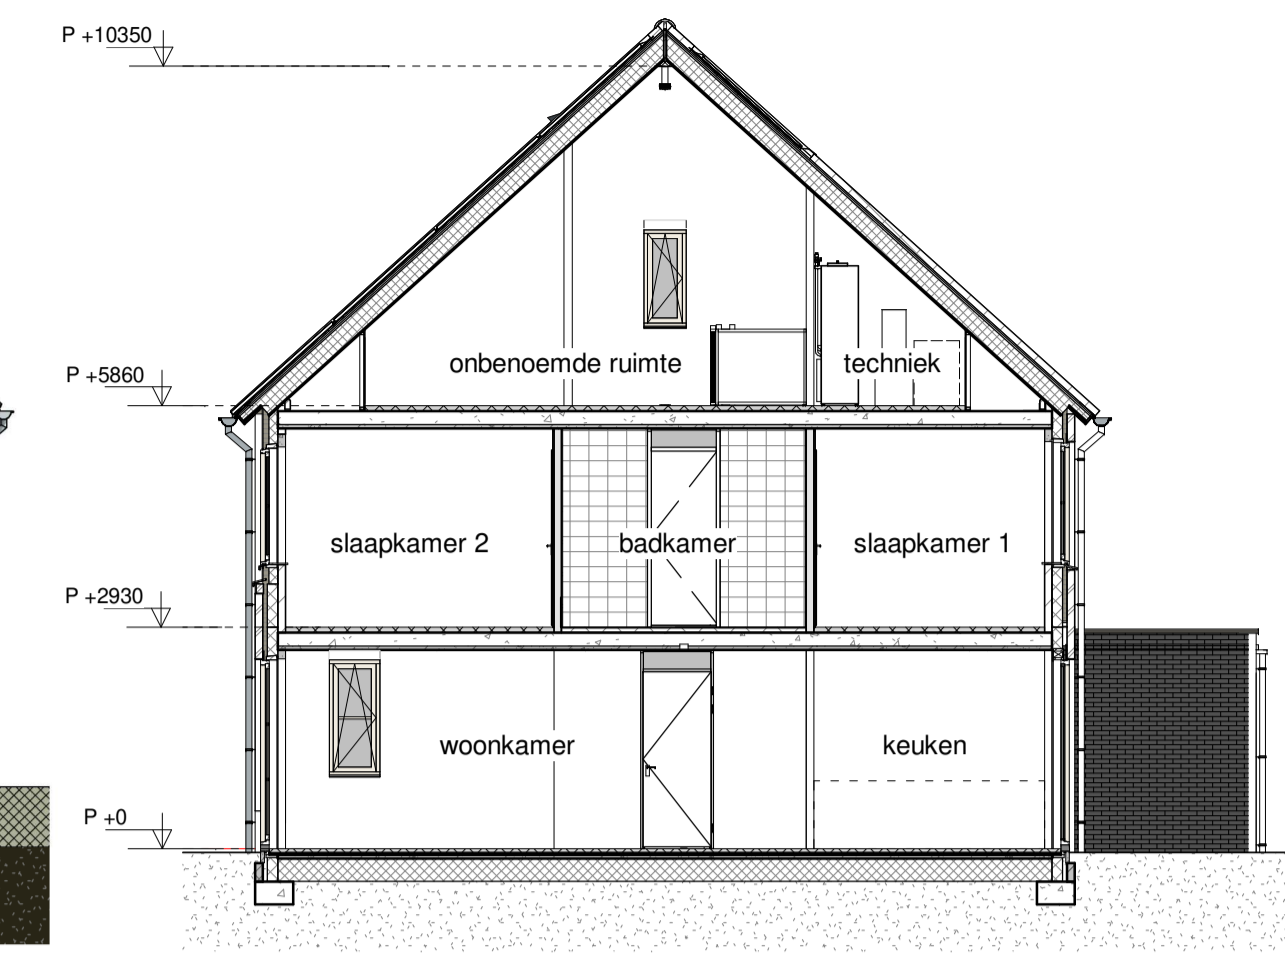 P +10350
onbenoemde ruimte
techniek
P +5860
slaapkamer 2
badkamer
slaapkamer 1
P +2930
woonkamer
keuken
P +0